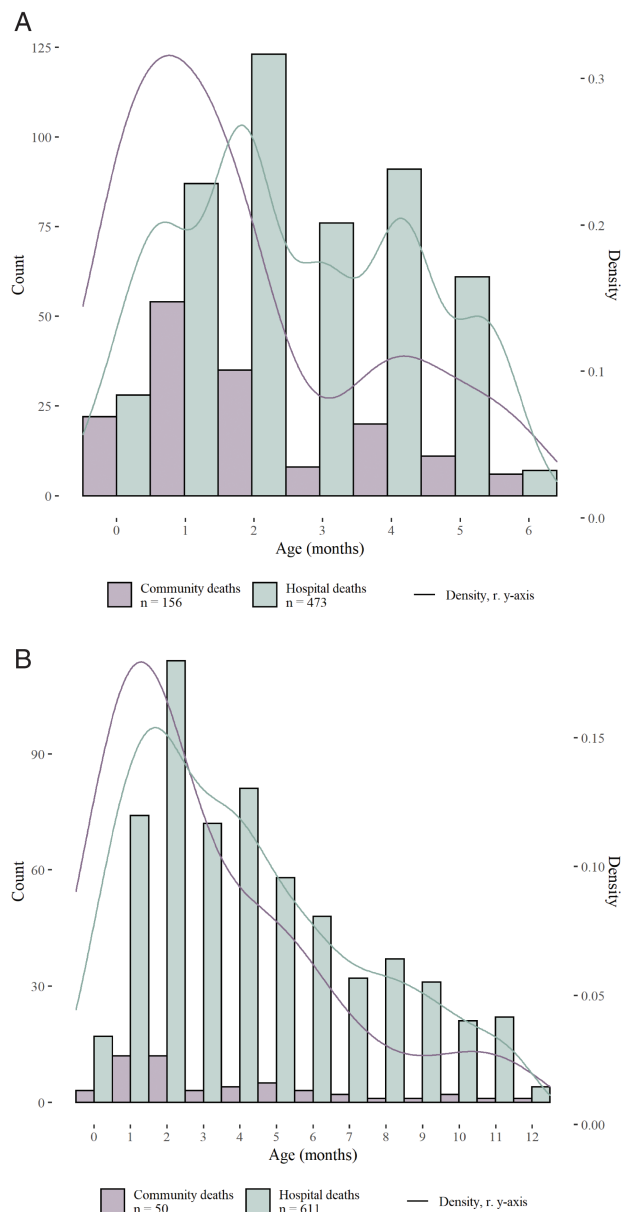 A
125
100
75
50
25
0
Count
0.3
0.2
0.1
0.0
Density
0 1 2 3 4 5 6
Age (months)
Community deaths
n = 156
Hospital deaths
n = 473
Density, r. y-axis
B
90
60
30
0
Count
0.15
0.10
0.05
0.00
Density
0 1 2 3 4 5 6 7 8 9 10 11 12
Age (months)
Community deaths
n = 50
Hospital deaths
n = 611
Density, r. y-axis